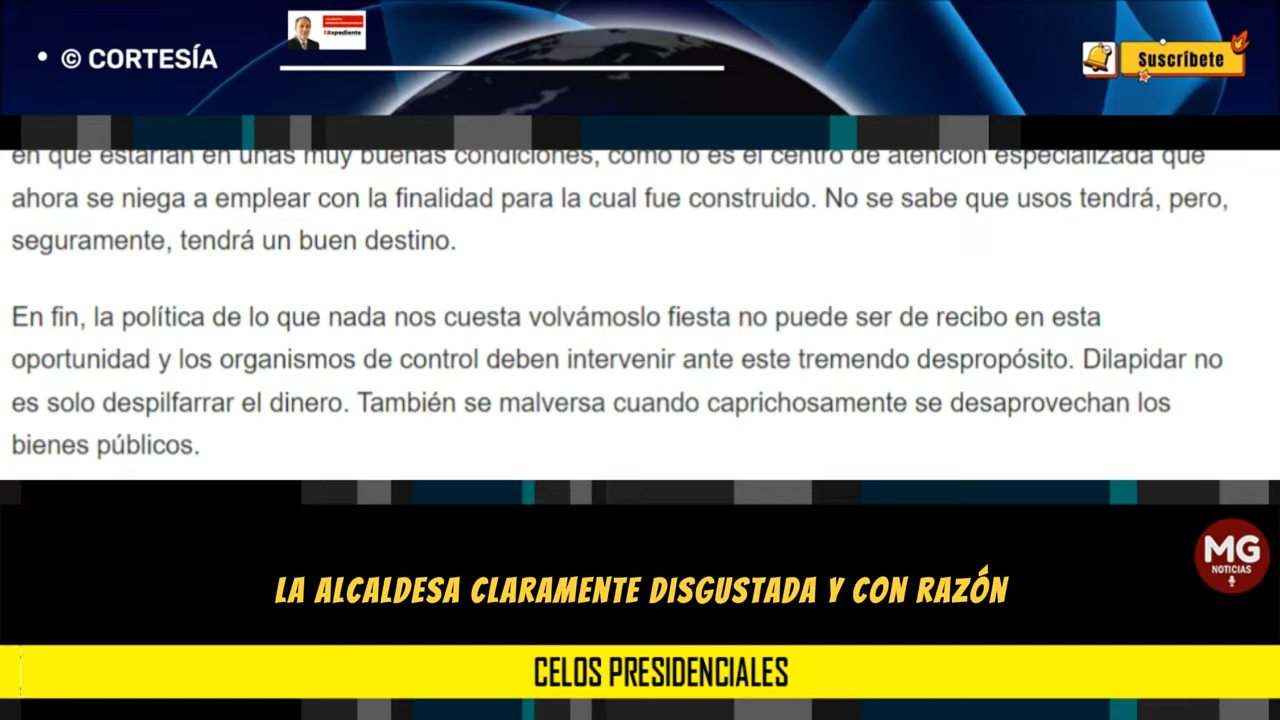 • © CORTESÍA
Expediente
Suscríbete
en que estarían en unas muy buenas condiciones, como lo es el centro de atención especializada que
ahora se niega a emplear con la finalidad para la cual fue construido. No se sabe que usos tendrá, pero,
seguramente, tendrá un buen destino.
En fin, la política de lo que nada nos cuesta volvámoslo fiesta no puede ser de recibo en esta
oportunidad y los organismos de control deben intervenir ante este tremendo despropósito. Dilapidar no
es solo despilfarrar el dinero. También se malversa cuando caprichosamente se desaprovechan los
bienes públicos.
MG
NOTICIAS
LA ALCALDESA CLARAMENTE DISGUSTADA Y CON RAZÓN
CELOS PRESIDENCIALES